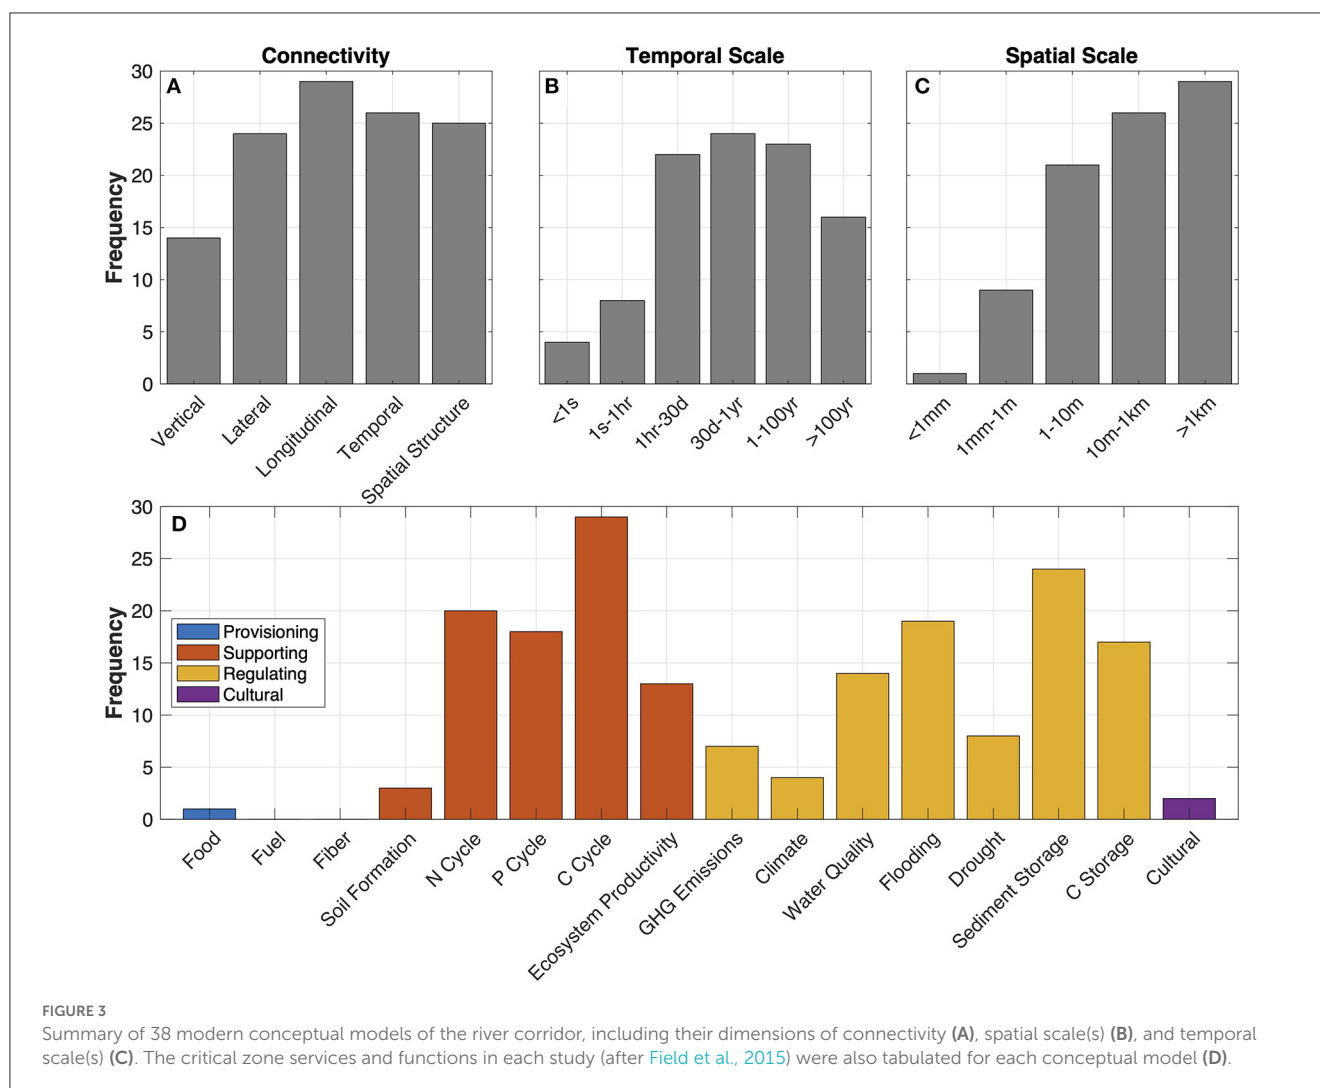 Connectivity
Temporal Scale
Spatial Scale
A
B
C
Frequency
30
25
20
15
10
5
0
Vertical
Lateral
Longitudinal
Temporal
Spatial Structure
<1s
1s-1hr
1hr-30d
30d-1yr
1-100yr
>100yr
<1mm
1mm-1m
1-10m
10m-1km
>1km
D
Frequency
30
25
20
15
10
5
0
Provisioning
Supporting
Regulating
Cultural
Food
Fuel
Fiber
Soil Formation
N Cycle
P Cycle
C Cycle
Ecosystem Productivity
GHG Emissions
Climate
Water Quality
Flooding
Drought
Sediment Storage
C Storage
Cultural
FIGURE 3
Summary of 38 modern conceptual models of the river corridor, including their dimensions of connectivity (A), spatial scale(s) (B), and temporal
scale(s) (C). The critical zone services and functions in each study (after Field et al., 2015) were also tabulated for each conceptual model (D).